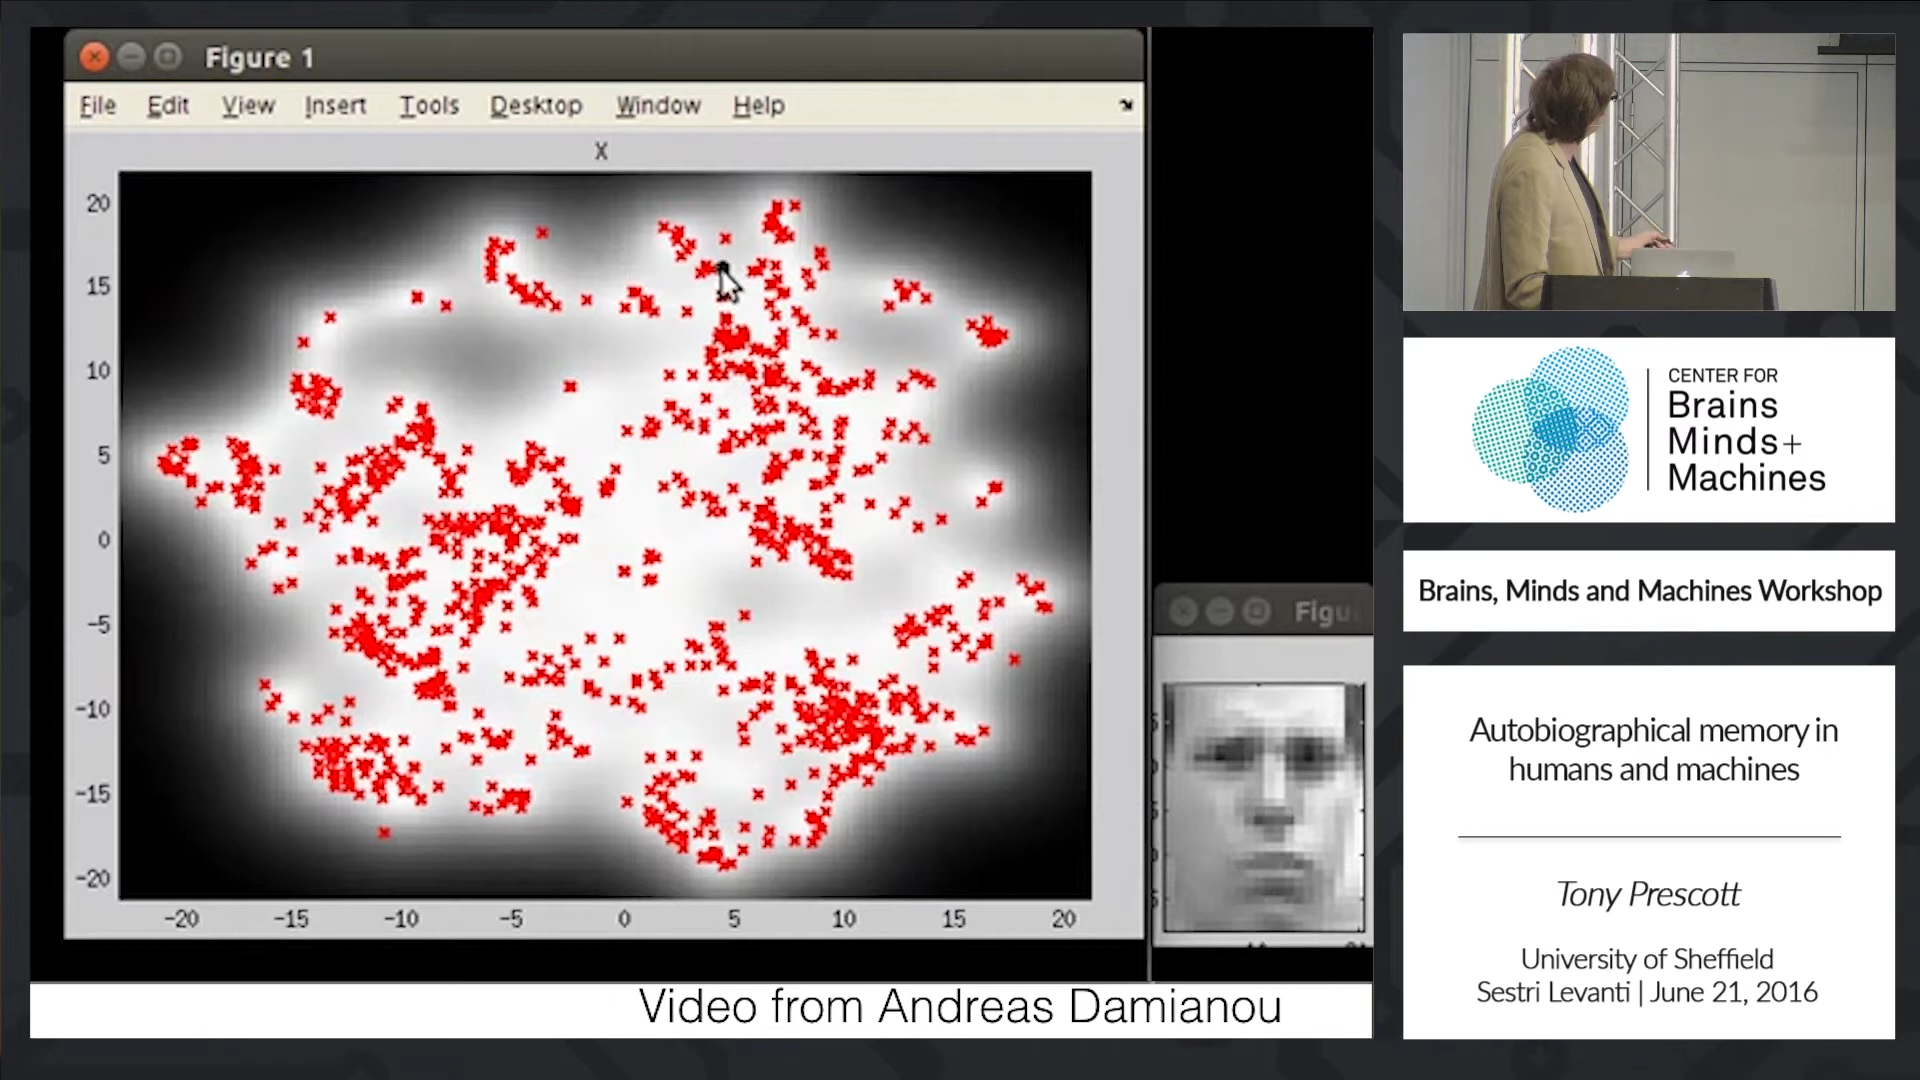 Figure 1
File Edit View Insert Tools Desktop Window Help
X
20
15
10
5
0
−5
−10
−15
−20
−20 −15 −10 −5 0 5 10 15 20
Video from Andreas Damianou
CENTER FOR
Brains
Minds+
Machines
Brains, Minds and Machines Workshop
Autobiographical memory in
humans and machines
Tony Prescott
University of Sheffield
Sestri Levanti | June 21, 2016